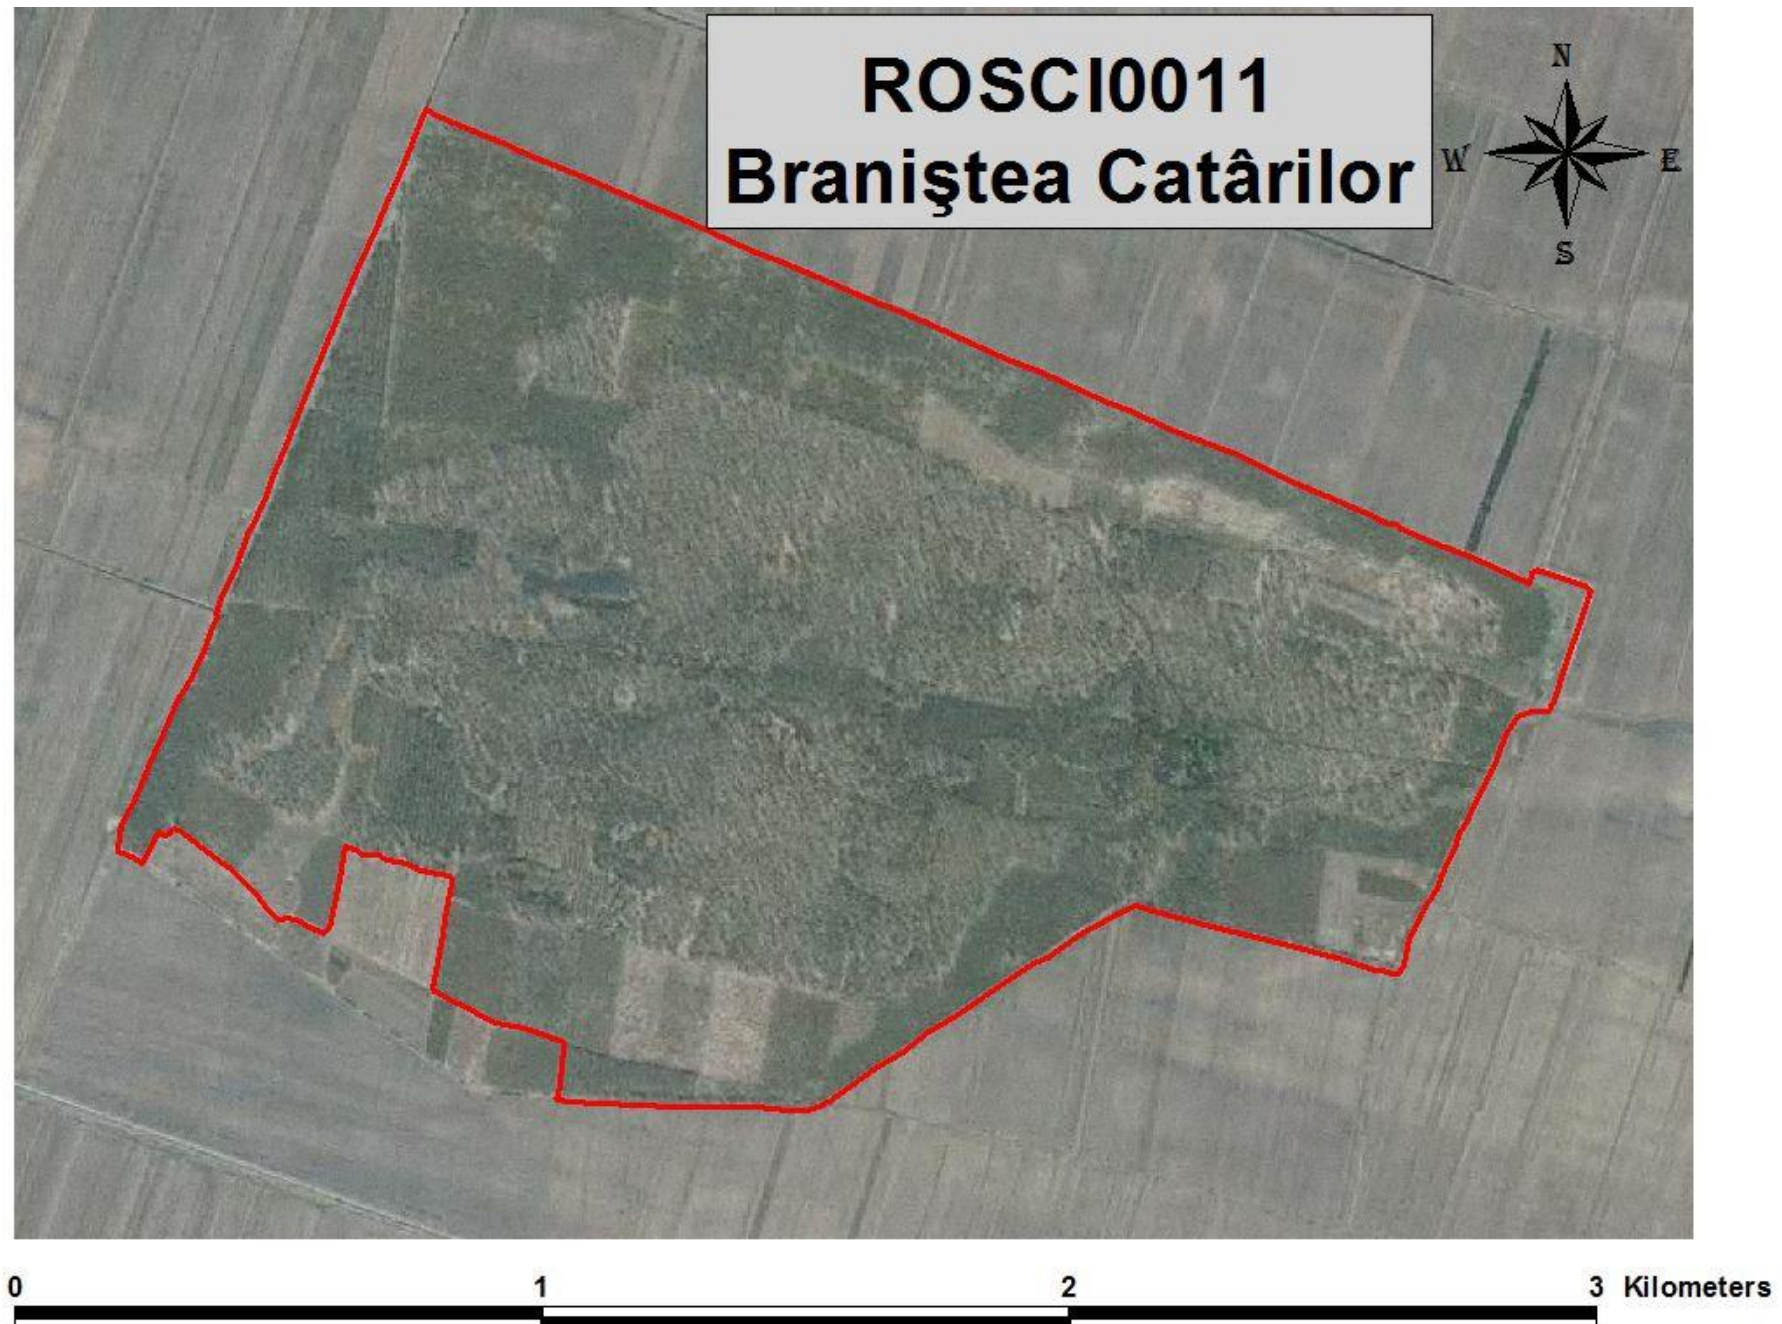 ROSCI0011
Braniştea Catârilor
N
W E
S
0 1 2 3 Kilometers